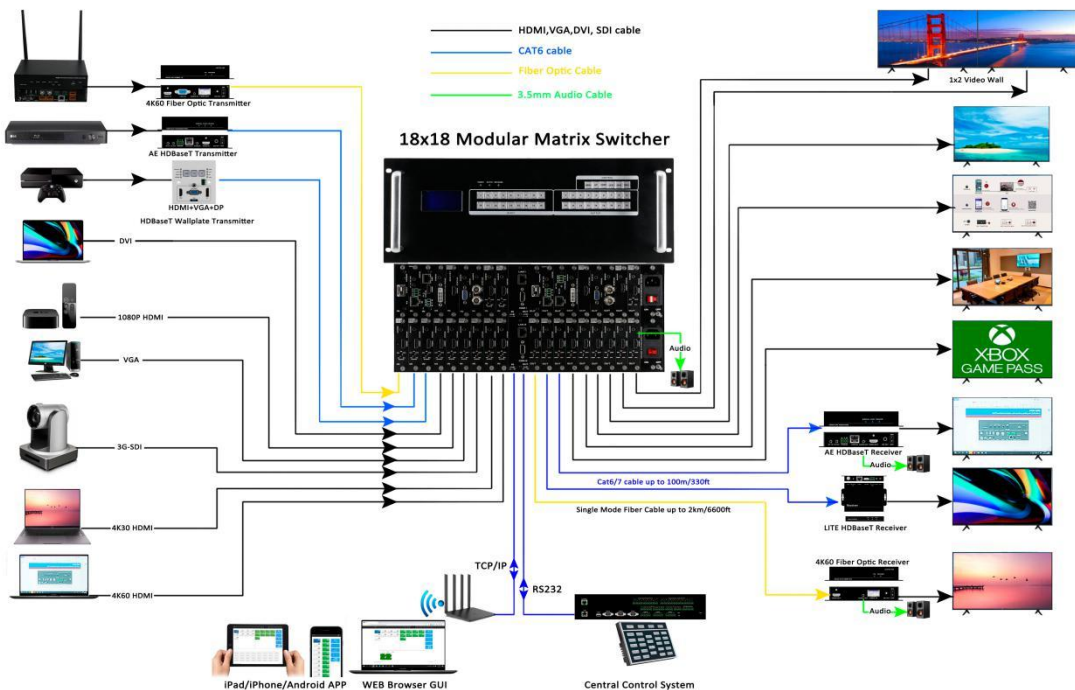 HDMI,VGA,DVI, SDI cable
CAT6 cable
Fiber Optic Cable
3.5mm Audio Cable
1x2 Video Wall
4K60 Fiber Optic Transmitter
18x18 Modular Matrix Switcher
AE HDBaseT Transmitter
HDMI+VGA+DP
HDBaseT Wallplate Transmitter
DVI
1080P HDMI
VGA
Audio
XBOX
GAME PASS
3G-SDI
AE HDBaseT Receiver
Audio
Cat6/7 cable up to 100m/330ft
Single Mode Fiber Cable up to 2km/6600ft
LITE HDBaseT Receiver
4K30 HDMI
4K60 HDMI
TCP/IP
RS232
4K60 Fiber Optic Receiver
Audio
iPad/iPhone/Android APP
WEB Browser GUI
Central Control System